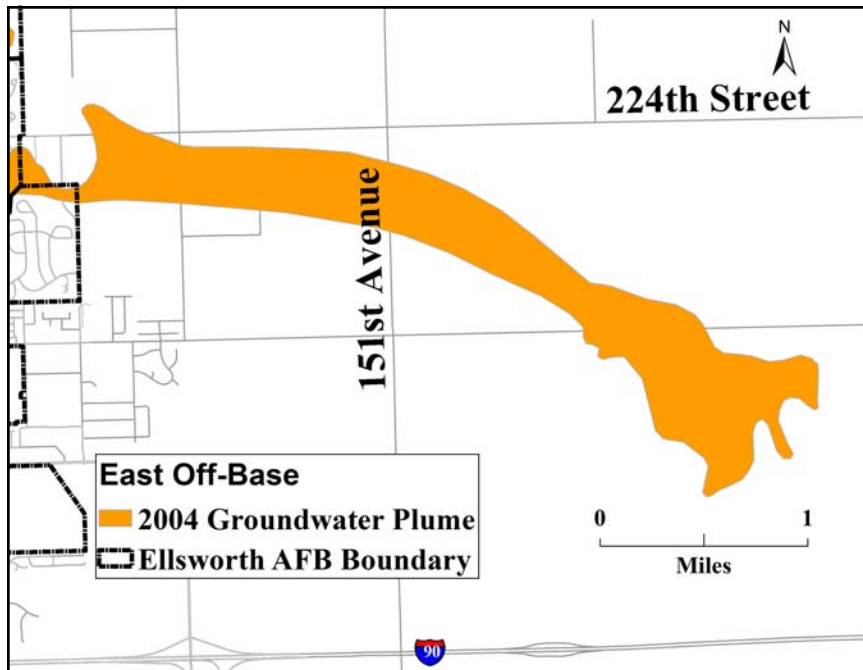 N
224th Street
151st Avenue
East Off-Base
2004 Groundwater Plume
Ellsworth AFB Boundary
0 1
Miles
90